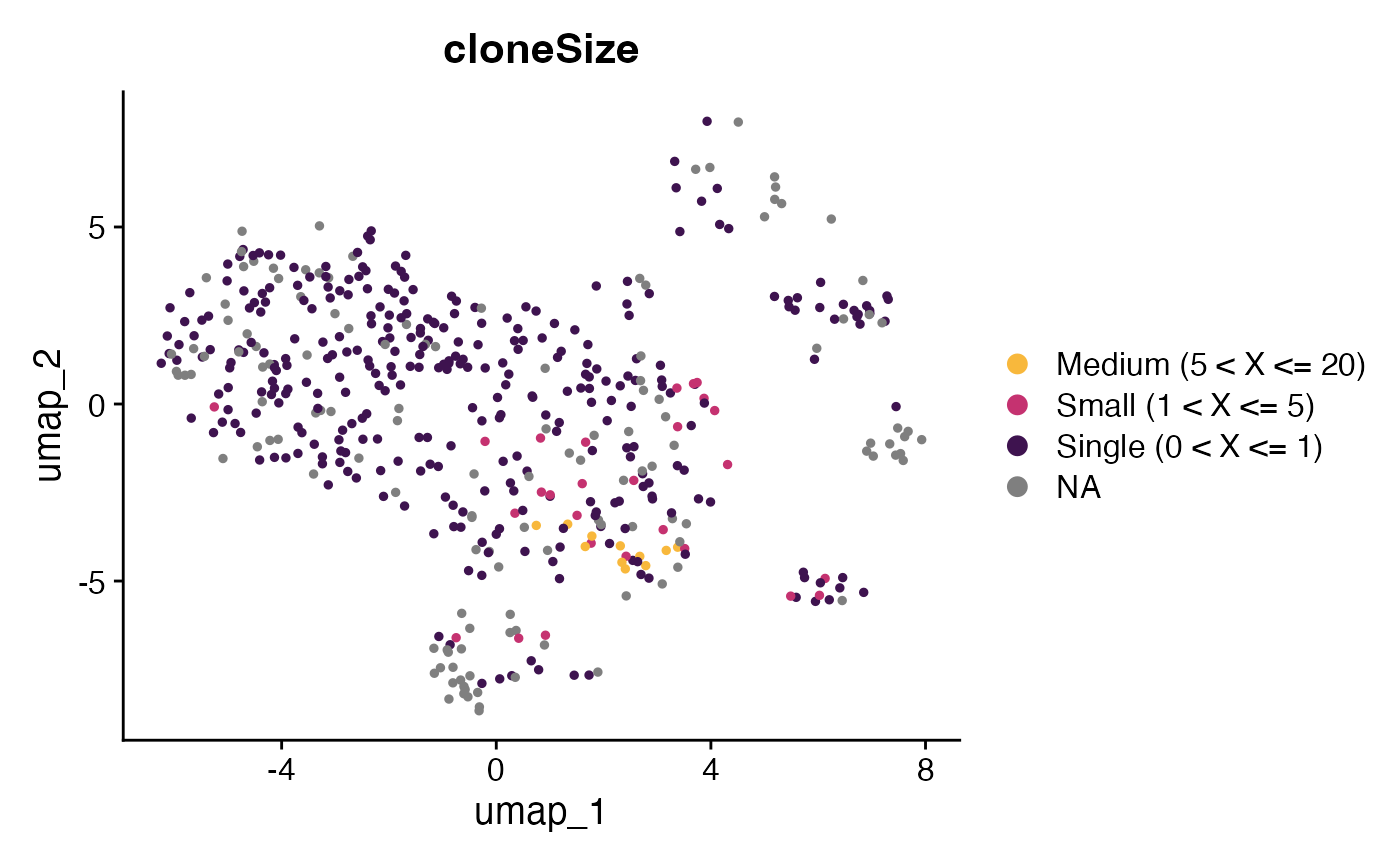 cloneSize
5
0
-5
umap_2
-4
0
4
8
umap_1
Medium (5 < X <= 20)
Small (1 < X <= 5)
Single (0 < X <= 1)
NA